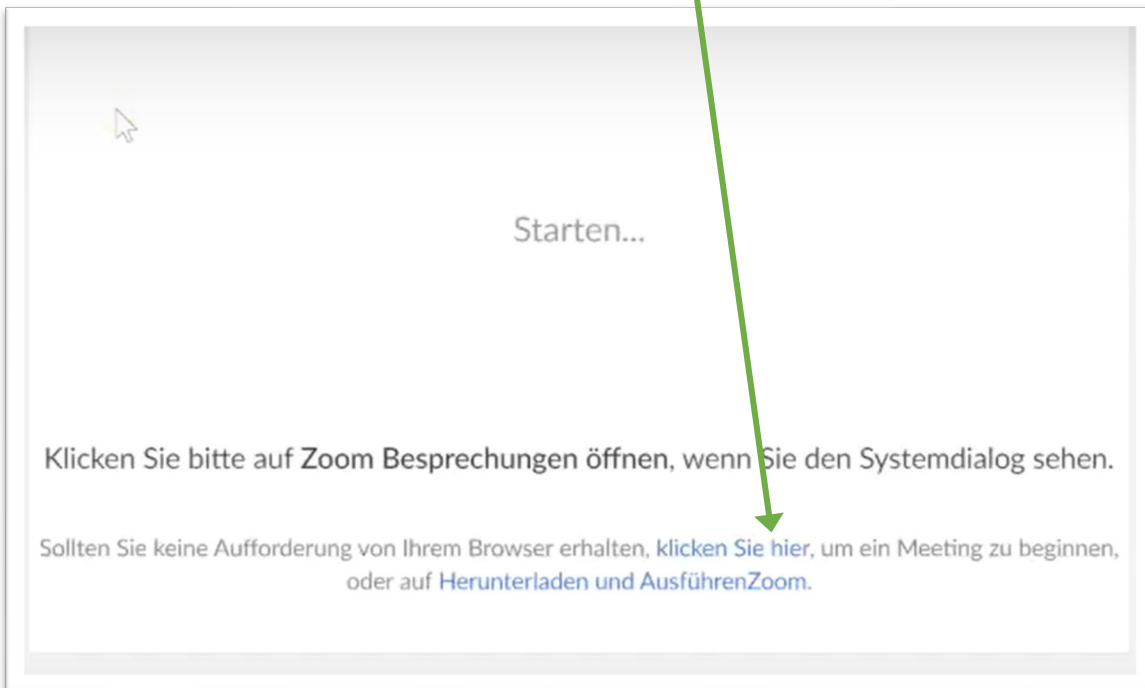 Starten...
Klicken Sie bitte auf Zoom Besprechungen öffnen, wenn Sie den Systemdialog sehen.
Sollten Sie keine Aufforderung von Ihrem Browser erhalten, klicken Sie hier, um ein Meeting zu beginnen,
oder auf Herunterladen und AusführenZoom.